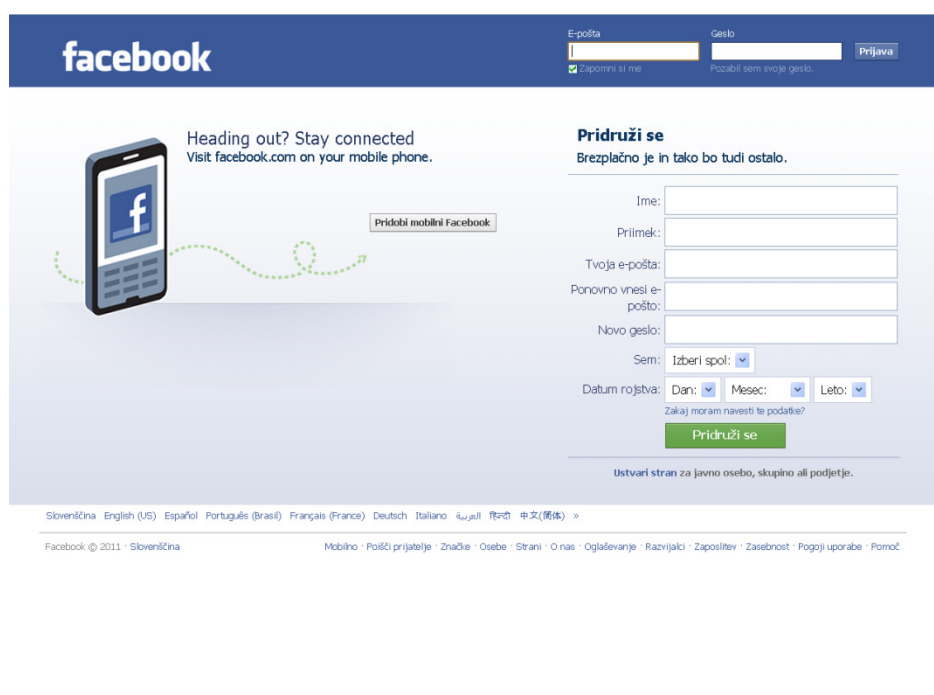 facebook
E-pošta
Geslo
Prijava
Zapomni si me
Pozabil sem svoje geslo.
Heading out? Stay connected
Visit facebook.com on your mobile phone.
f
Pridobi mobilni Facebook
Pridruži se
Brezplačno je in tako bo tudi ostalo.
Ime:
Priimek:
Tvoja e-pošta:
Ponovno vnesi e-
pošto:
Novo geslo:
Sem: Izberi spol:
Datum rojstva: Dan: Mesec: Leto:
Zakaj moram navesti te podatke?
Pridruži se
Ustvari stran za javno osebo, skupino ali podjetje.
Slovenščina English (US) Español Português (Brasil) Français (France) Deutsch Italiano العربية हिन्दी 中文(简体) »
Facebook © 2011 · Slovenščina
Mobilno · Poišči prijatelje · Značke · Osebe · Strani · O nas · Oglaševanje · Razvijalci · Zaposlitev · Zasebnost · Pogoji uporabe · Pomoč